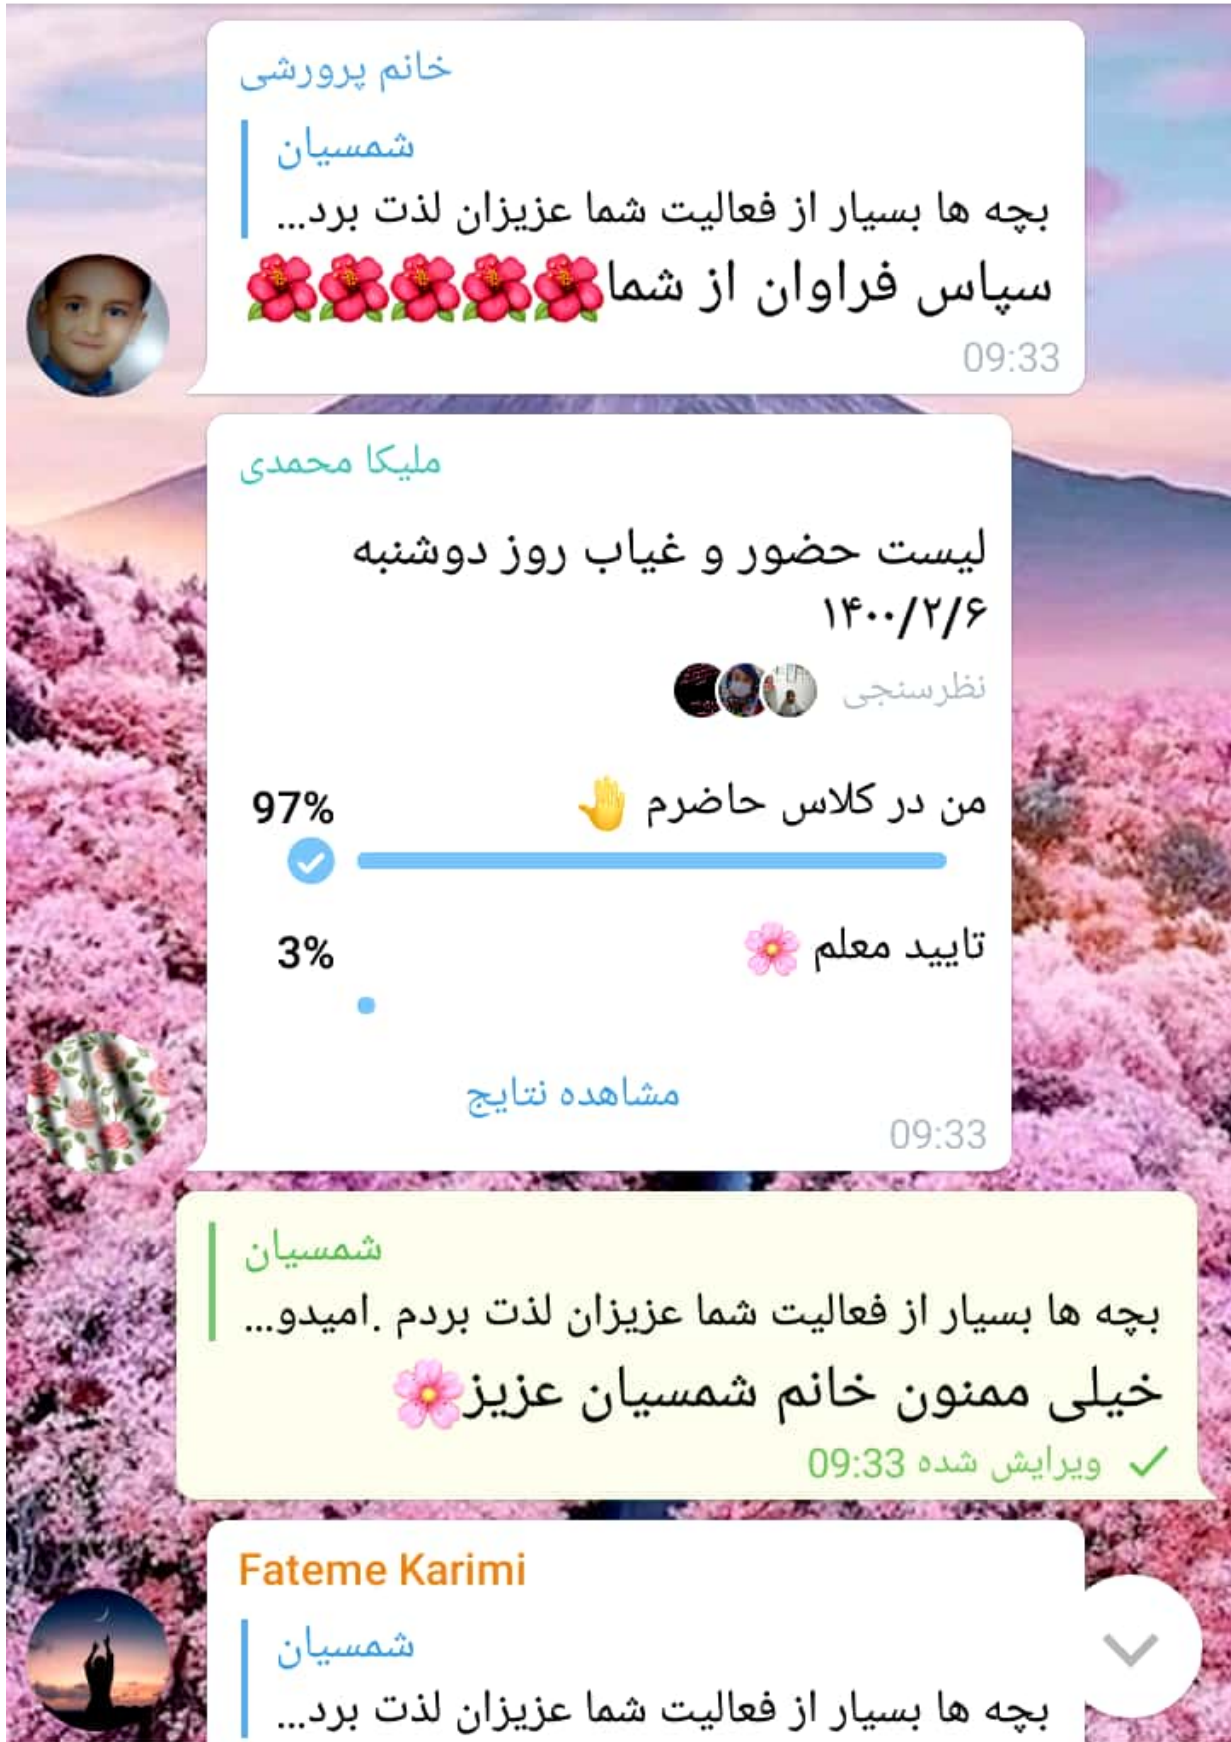 خانم پرورشی
شمسیان
بچه ها بسیار از فعالیت شما عزیزان لذت برد...
سپاس فراوان از شما🌺🌺🌺🌺🌺
09:33
ملیکا محمدی
لیست حضور و غیاب روز دوشنبه
۱۴۰۰/۲/۶
نظرسنجی
من در کلاس حاضرم 🤚
97%
تایید معلم 🌸
3%
مشاهده نتایج
09:33
شمسیان
بچه ها بسیار از فعالیت شما عزیزان لذت بردم .امیدو...
خیلی ممنون خانم شمسیان عزیز🌸
ویرایش شده 09:33
Fateme Karimi
شمسیان
بچه ها بسیار از فعالیت شما عزیزان لذت برد...